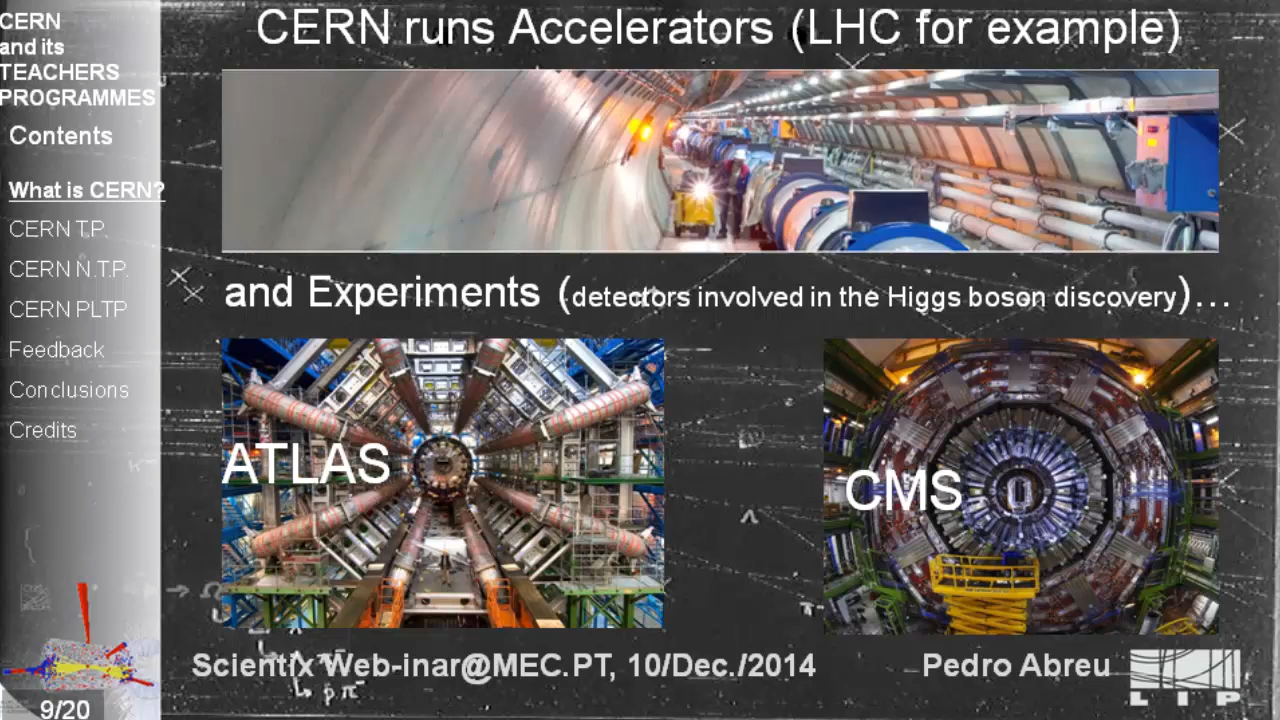 CERN
and its
TEACHERS
PROGRAMMES
Contents
What is CERN?
CERN T.P.
CERN N.T.P.
CERN PLTP
Feedback
Conclusions
Credits
9/20
CERN runs Accelerators (LHC for example)
and Experiments (detectors involved in the Higgs boson discovery)...
ATLAS
CMS
Scientix Web-inar@MEC.PT, 10/Dec./2014
Pedro Abreu
LIP